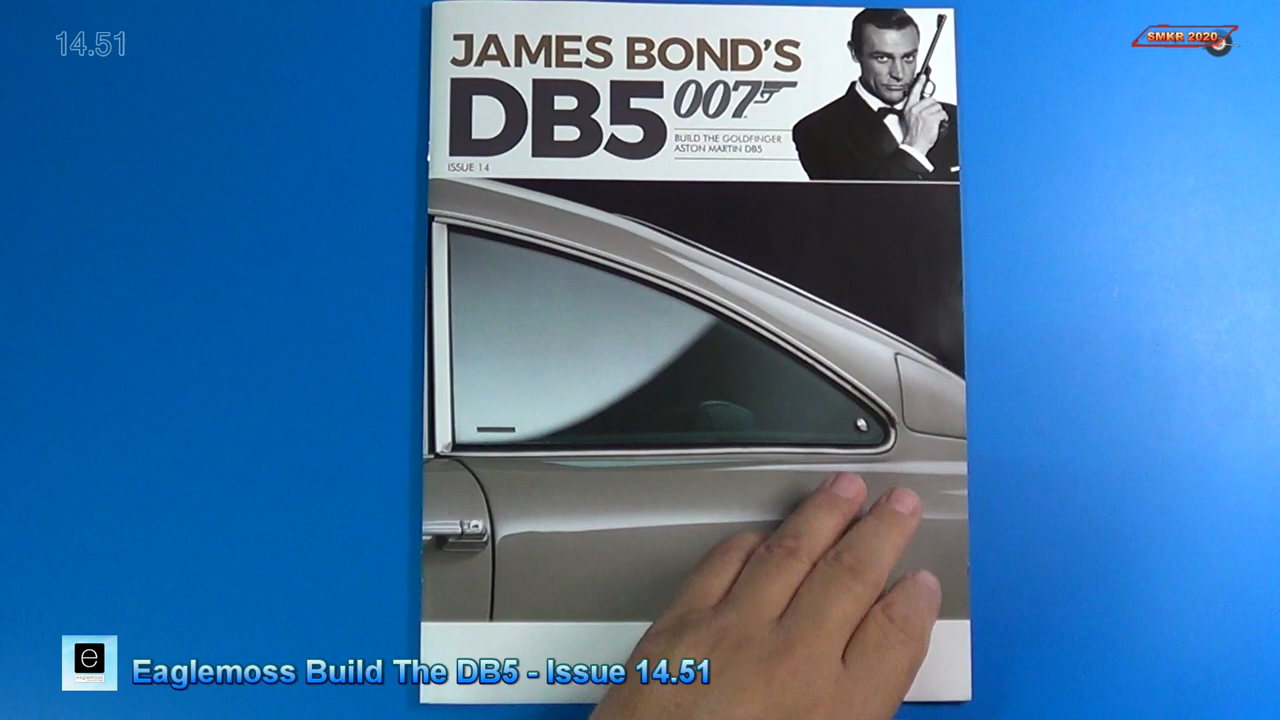 14.51
SMKR 2020
JAMES BOND'S
DB5 007
BUILD THE GOLDFINGER
ASTON MARTIN DB5
ISSUE 14
e
Eaglemoss Build The DB5 - Issue 14.51